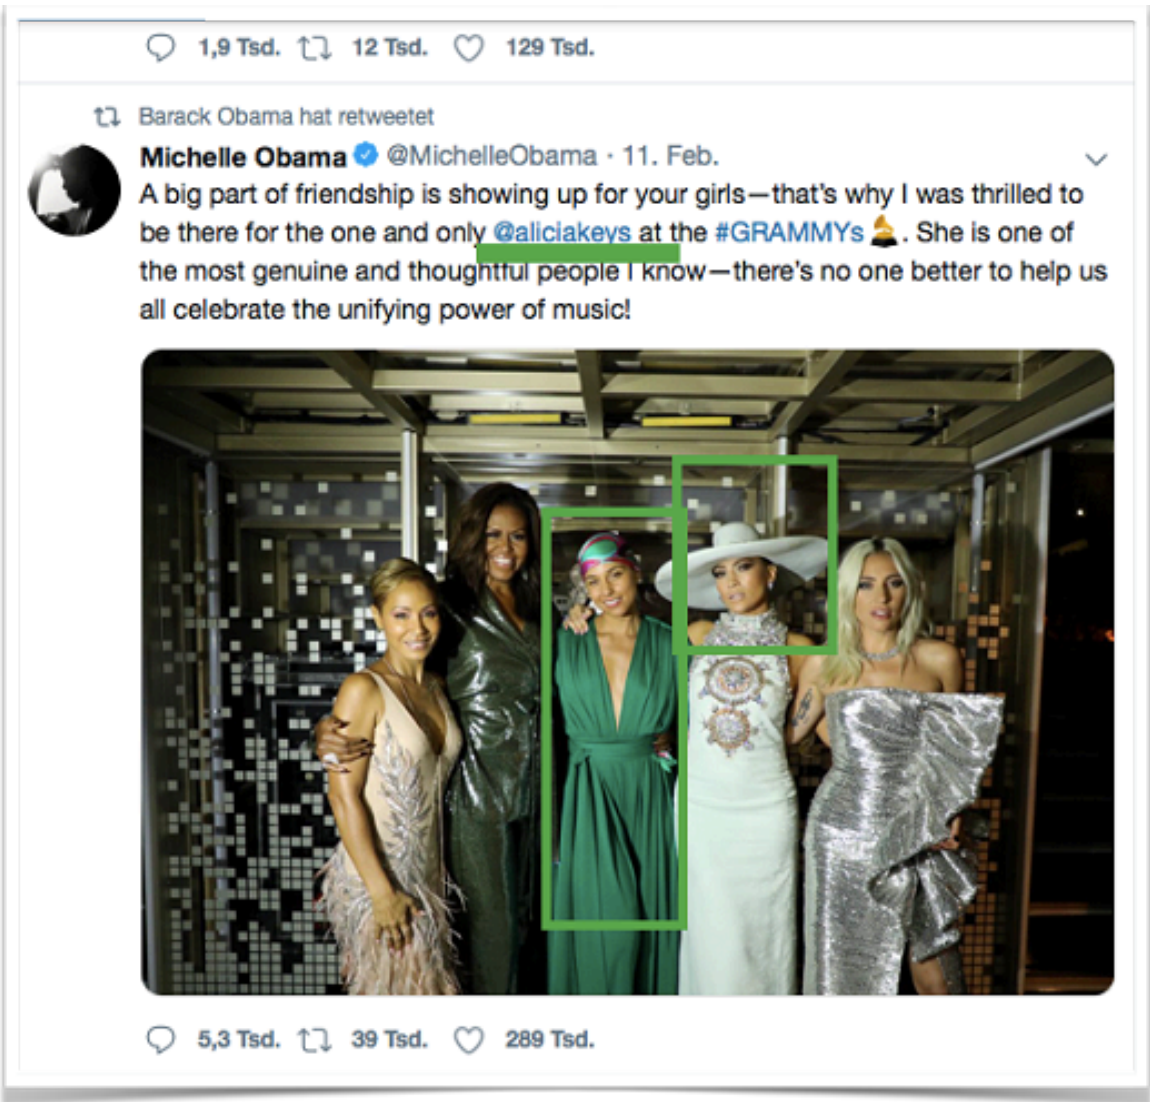 1,9 Tsd. 12 Tsd. 129 Tsd.
Barack Obama hat retweetet
Michelle Obama @MichelleObama · 11. Feb.
A big part of friendship is showing up for your girls—that's why I was thrilled to
be there for the one and only @aliciakeys at the #GRAMMYs. She is one of
the most genuine and thoughtful people I know—there's no one better to help us
all celebrate the unifying power of music!
5,3 Tsd. 39 Tsd. 289 Tsd.